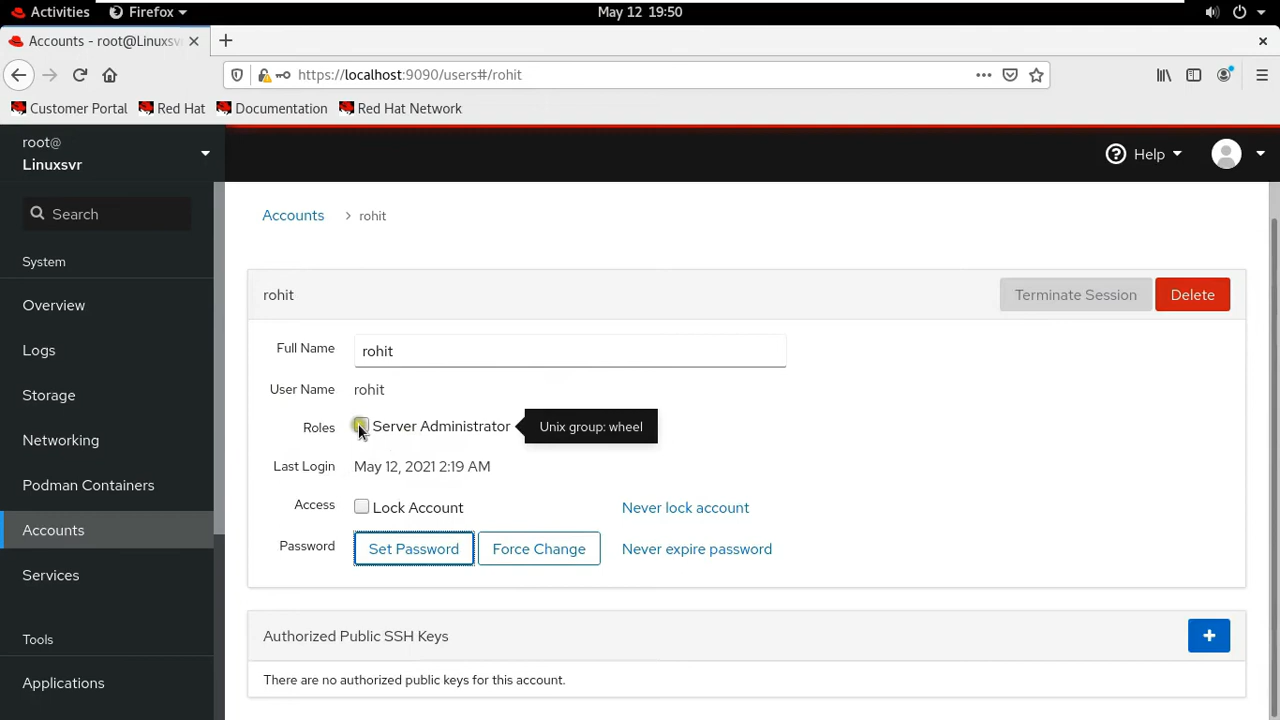 Activities Firefox May 12 19:50
Accounts - root@Linuxsv
https://localhost:9090/users#/rohit
Customer Portal Red Hat Documentation Red Hat Network
root@
Linuxsvr
Help
Search
Accounts > rohit
System
Overview
Logs
Storage
Networking
Podman Containers
Accounts
Services
Tools
Applications
rohit Terminate Session Delete
Full Name rohit
User Name rohit
Roles Server Administrator Unix group: wheel
Last Login May 12, 2021 2:19 AM
Access Lock Account Never lock account
Password Set Password Force Change Never expire password
Authorized Public SSH Keys
There are no authorized public keys for this account.